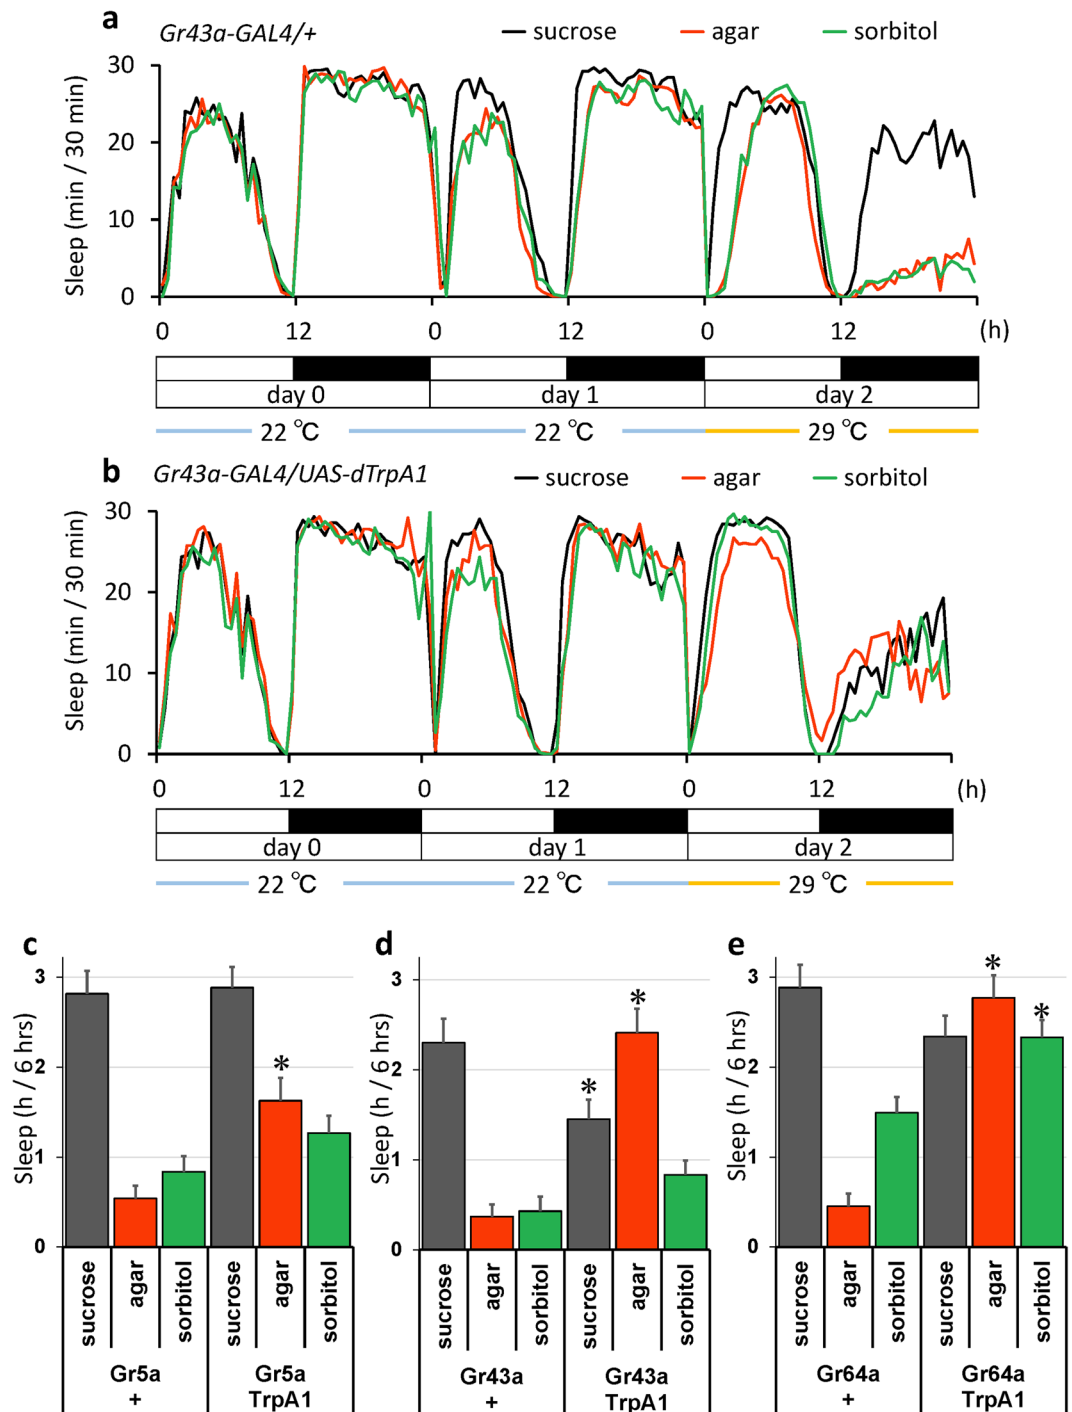 a
Gr43a-GAL4/+
sucrose agar sorbitol
Sleep (min / 30 min)
30
20
10
0
0 12 0 12 0 12 (h)
day 0 day 1 day 2
22 ℃ 22 ℃ 29 ℃
b
Gr43a-GAL4/UAS-dTrpA1
sucrose agar sorbitol
Sleep (min / 30 min)
30
20
10
0
0 12 0 12 0 12 (h)
day 0 day 1 day 2
22 ℃ 22 ℃ 29 ℃
c
Sleep (h / 6 hrs)
3
2
1
0
*
sucrose agar sorbitol sucrose agar sorbitol
Gr5a Gr5a
+ TrpA1
d
Sleep (h / 6 hrs)
3
2
1
0
* *
sucrose agar sorbitol sucrose agar sorbitol
Gr43a Gr43a
+ TrpA1
e
Sleep (h / 6 hrs)
3
2
1
0
* *
sucrose agar sorbitol sucrose agar sorbitol
Gr64a Gr64a
+ TrpA1